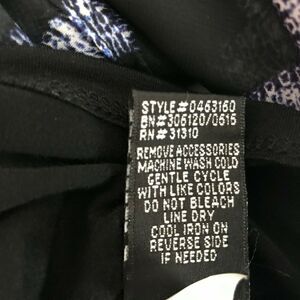 STYLE#0463160
BN#306120/0615
RN#31310
REMOVE ACCESSORIES
MACHINE WASH COLD
GENTLE CYCLE
WITH LIKE COLORS
DO NOT BLEACH
LINE DRY
COOL IRON ON
REVERSE SIDE
IF NEEDED